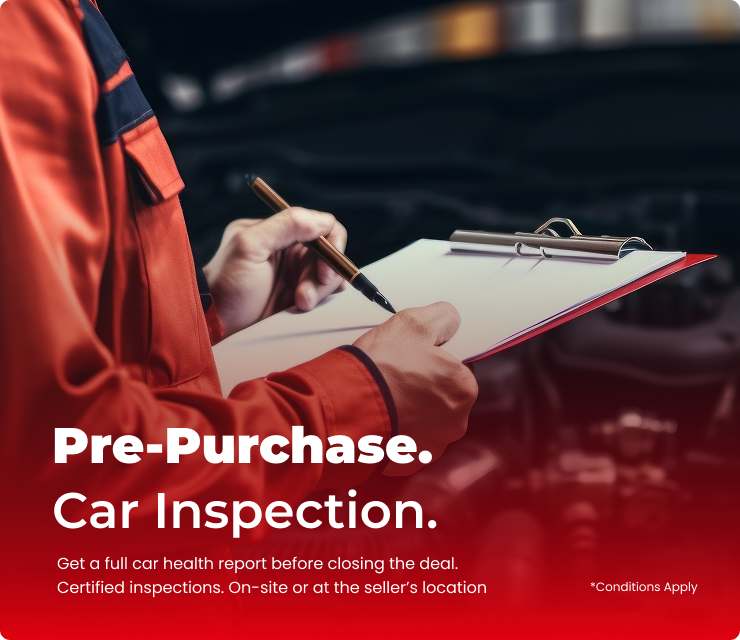 Pre-Purchase.
Car Inspection.
Get a full car health report before closing the deal.
Certified inspections. On-site or at the seller's location
*Conditions Apply